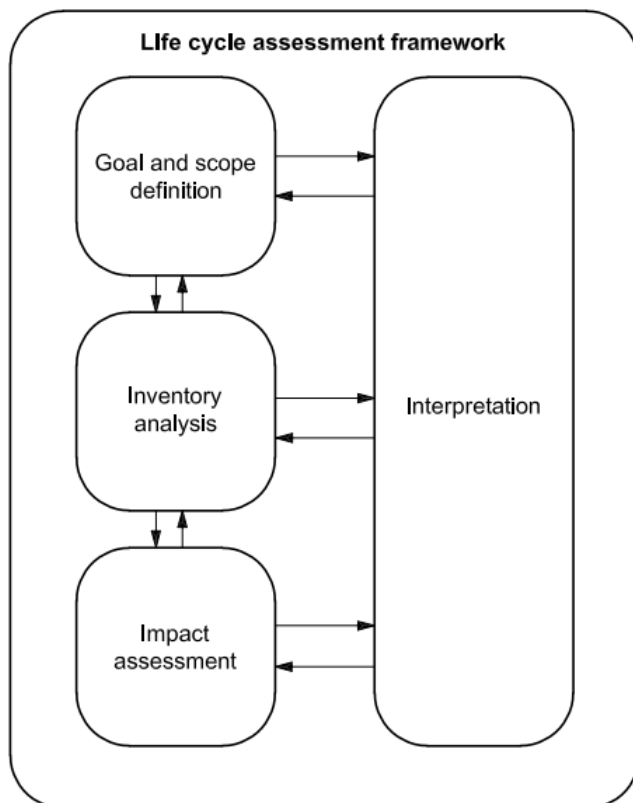 LIfe cycle assessment framework
Goal and scope
definition
Inventory
analysis
Interpretation
Impact
assessment